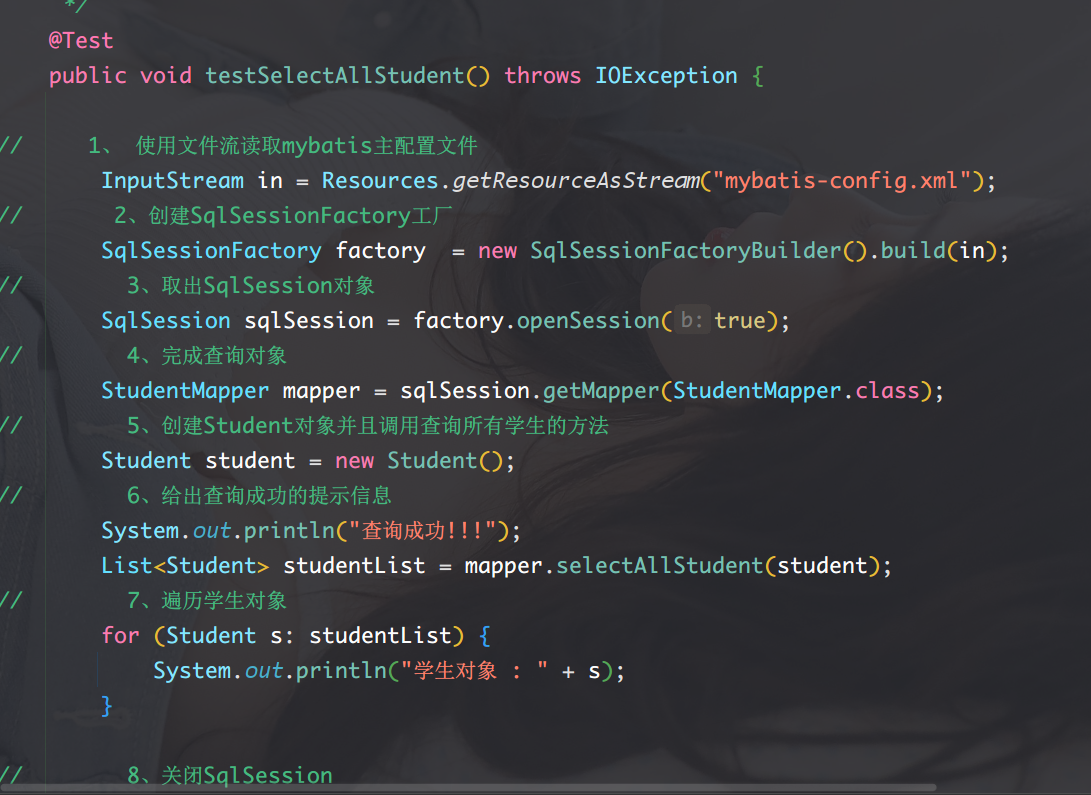 */
@Test
public void testSelectAllStudent() throws IOException {
// 1、 使用文件流读取mybatis主配置文件
InputStream in = Resources.getResourceAsStream("mybatis-config.xml");
// 2、创建SqlSessionFactory工厂
SqlSessionFactory factory = new SqlSessionFactoryBuilder().build(in);
// 3、取出SqlSession对象
SqlSession sqlSession = factory.openSession( b: true);
// 4、完成查询对象
StudentMapper mapper = sqlSession.getMapper(StudentMapper.class);
// 5、创建Student对象并且调用查询所有学生的方法
Student student = new Student();
// 6、给出查询成功的提示信息
System.out.println("查询成功!!!");
List<Student> studentList = mapper.selectAllStudent(student);
// 7、遍历学生对象
for (Student s: studentList) {
System.out.println("学生对象 : " + s);
}
// 8、关闭SqlSession